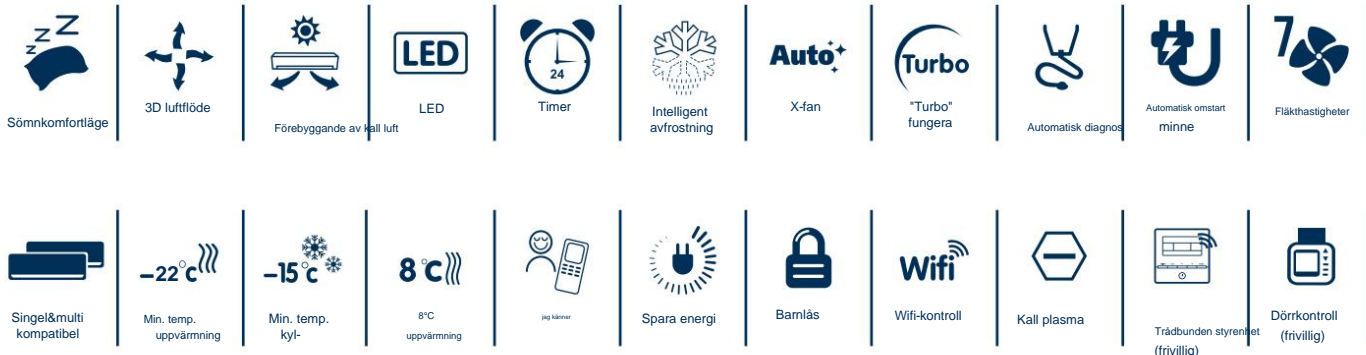 Z Z Z
LED
24
Auto
Turbo
7
Sömnkomfortläge
3D luftflöde
Förebyggande av kall luft
LED
Timer
Intelligent
avfrostning
X-fan
"Turbo"
fungera
Automatisk diagnos
Automatisk omstart
minne
Fläkthastigheter
–22°C
–15°C
8°C
Wifi
Singel&multi
kompatibel
Min. temp.
uppvärmning
Min. temp.
kyl-
8°C
uppvärmning
jag känner
Spara energi
Barnlås
Wifi-kontroll
Kall plasma
Trådbunden styrenhet
(frivillig)
Dörrkontroll
(frivillig)